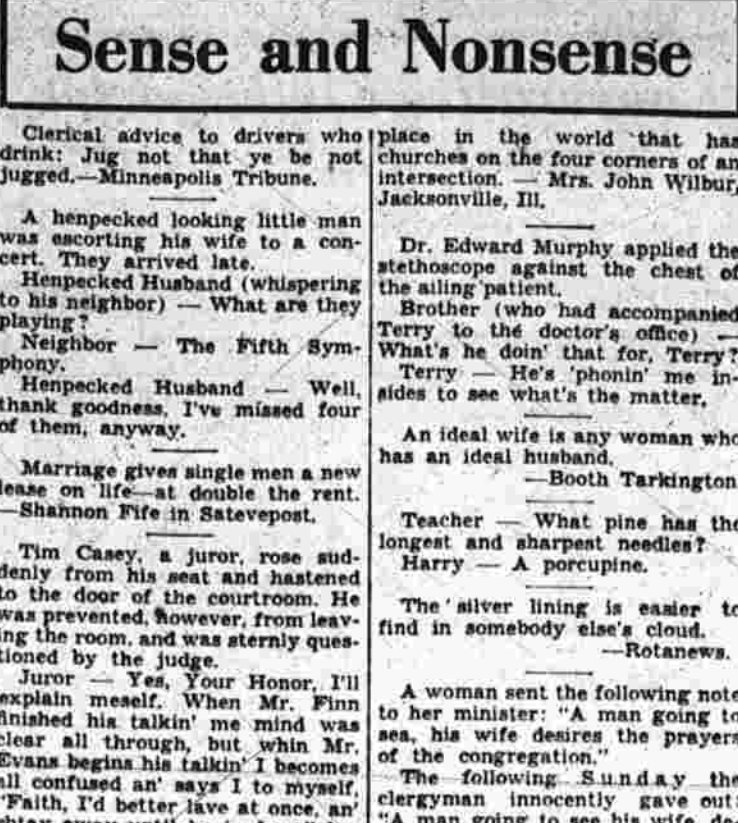 Sense and Nonsense
Clerical advice to drivers who
drink: Jug not that ye be not
jugged.—Minneapolis Tribune.
A henpecked looking little man
was escorting his wife to a con-
cert. They arrived late.
Henpecked Husband (whispering
to his neighbor) — What are they
playing?
Neighbor — The Fifth Sym-
phony.
Henpecked Husband — Well,
thank goodness, I've missed four
of them, anyway.
Marriage gives single men a new
lease on life—at double the rent.
—Shannon Fife in Satevepost.
Tim Casey, a juror, rose sud-
denly from his seat and hastened
to the door of the courtroom. He
was prevented, however, from leav-
ing the room, and was sternly ques-
tioned by the judge.
Juror — Yes, Your Honor, I'll
explain meself. When Mr. Finn
finished his talkin' me mind was
clear all through, but whin Mr.
Evans begins his talkin' I becomes
all confused an' says I to myself,
'Faith, I'd better lave at once, an'
place in the world that has
churches on the four corners of an
intersection. — Mrs. John Wilbur,
Jacksonville, Ill.
Dr. Edward Murphy applied the
stethoscope against the chest of
the ailing patient.
Brother (who had accompanied
Terry to the doctor's office) —
What's he doin' that for, Terry?
Terry — He's 'phonin' me in-
sides to see what's the matter.
An ideal wife is any woman who
has an ideal husband.
—Booth Tarkington
Teacher — What pine has the
longest and sharpest needles?
Harry — A porcupine.
The silver lining is easier to
find in somebody else's cloud.
—Rotanews.
A woman sent the following note
to her minister: "A man going to
sea, his wife desires the prayers
of the congregation."
The following Sunday the
clergyman innocently gave out:
"A man going to see his wife, de-